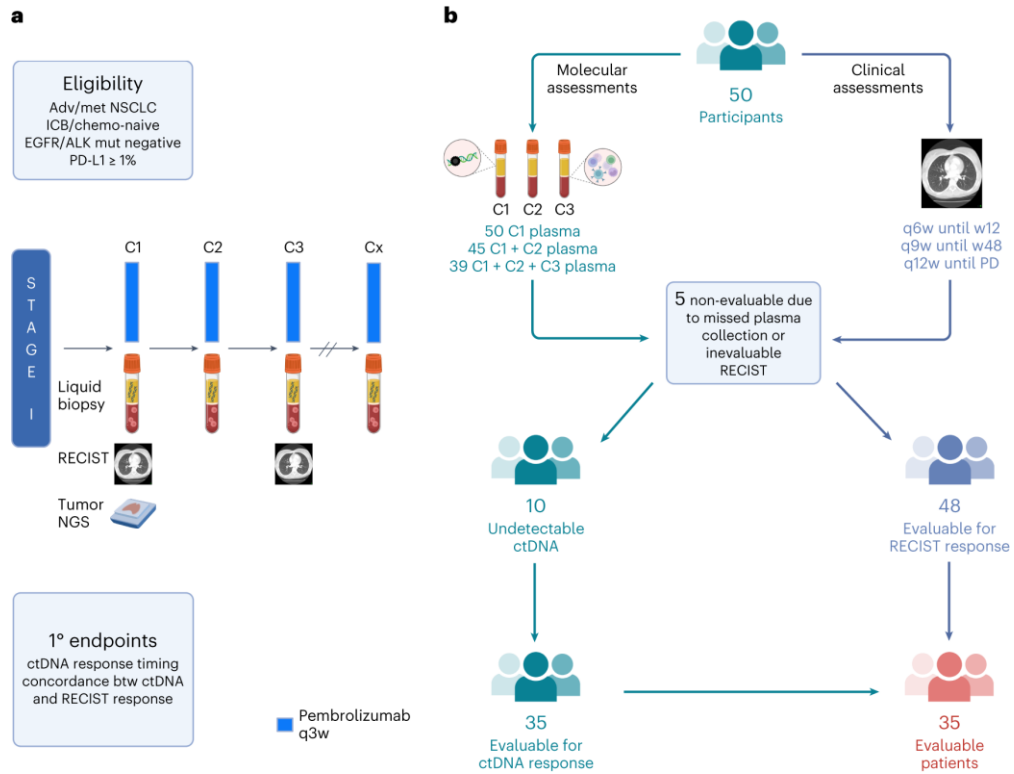 a
Eligibility
Adv/met NSCLC
ICB/chemo-naive
EGFR/ALK mut negative
PD-L1 ≥ 1%
C1
C2
C3
Cx
S
T
A
G
E
I
Liquid
biopsy
RECIST
Tumor
NGS
1° endpoints
ctDNA response timing
concordance btw ctDNA
and RECIST response
Pembrolizumab
q3w
b
50
Participants
Molecular
assessments
Clinical
assessments
C1
C2
C3
50 C1 plasma
45 C1 + C2 plasma
39 C1 + C2 + C3 plasma
q6w until w12
q9w until w48
q12w until PD
5 non-evaluable due
to missed plasma
collection or
inevaluable
RECIST
10
Undetectable
ctDNA
48
Evaluable for
RECIST response
35
Evaluable for
ctDNA response
35
Evaluable
patients